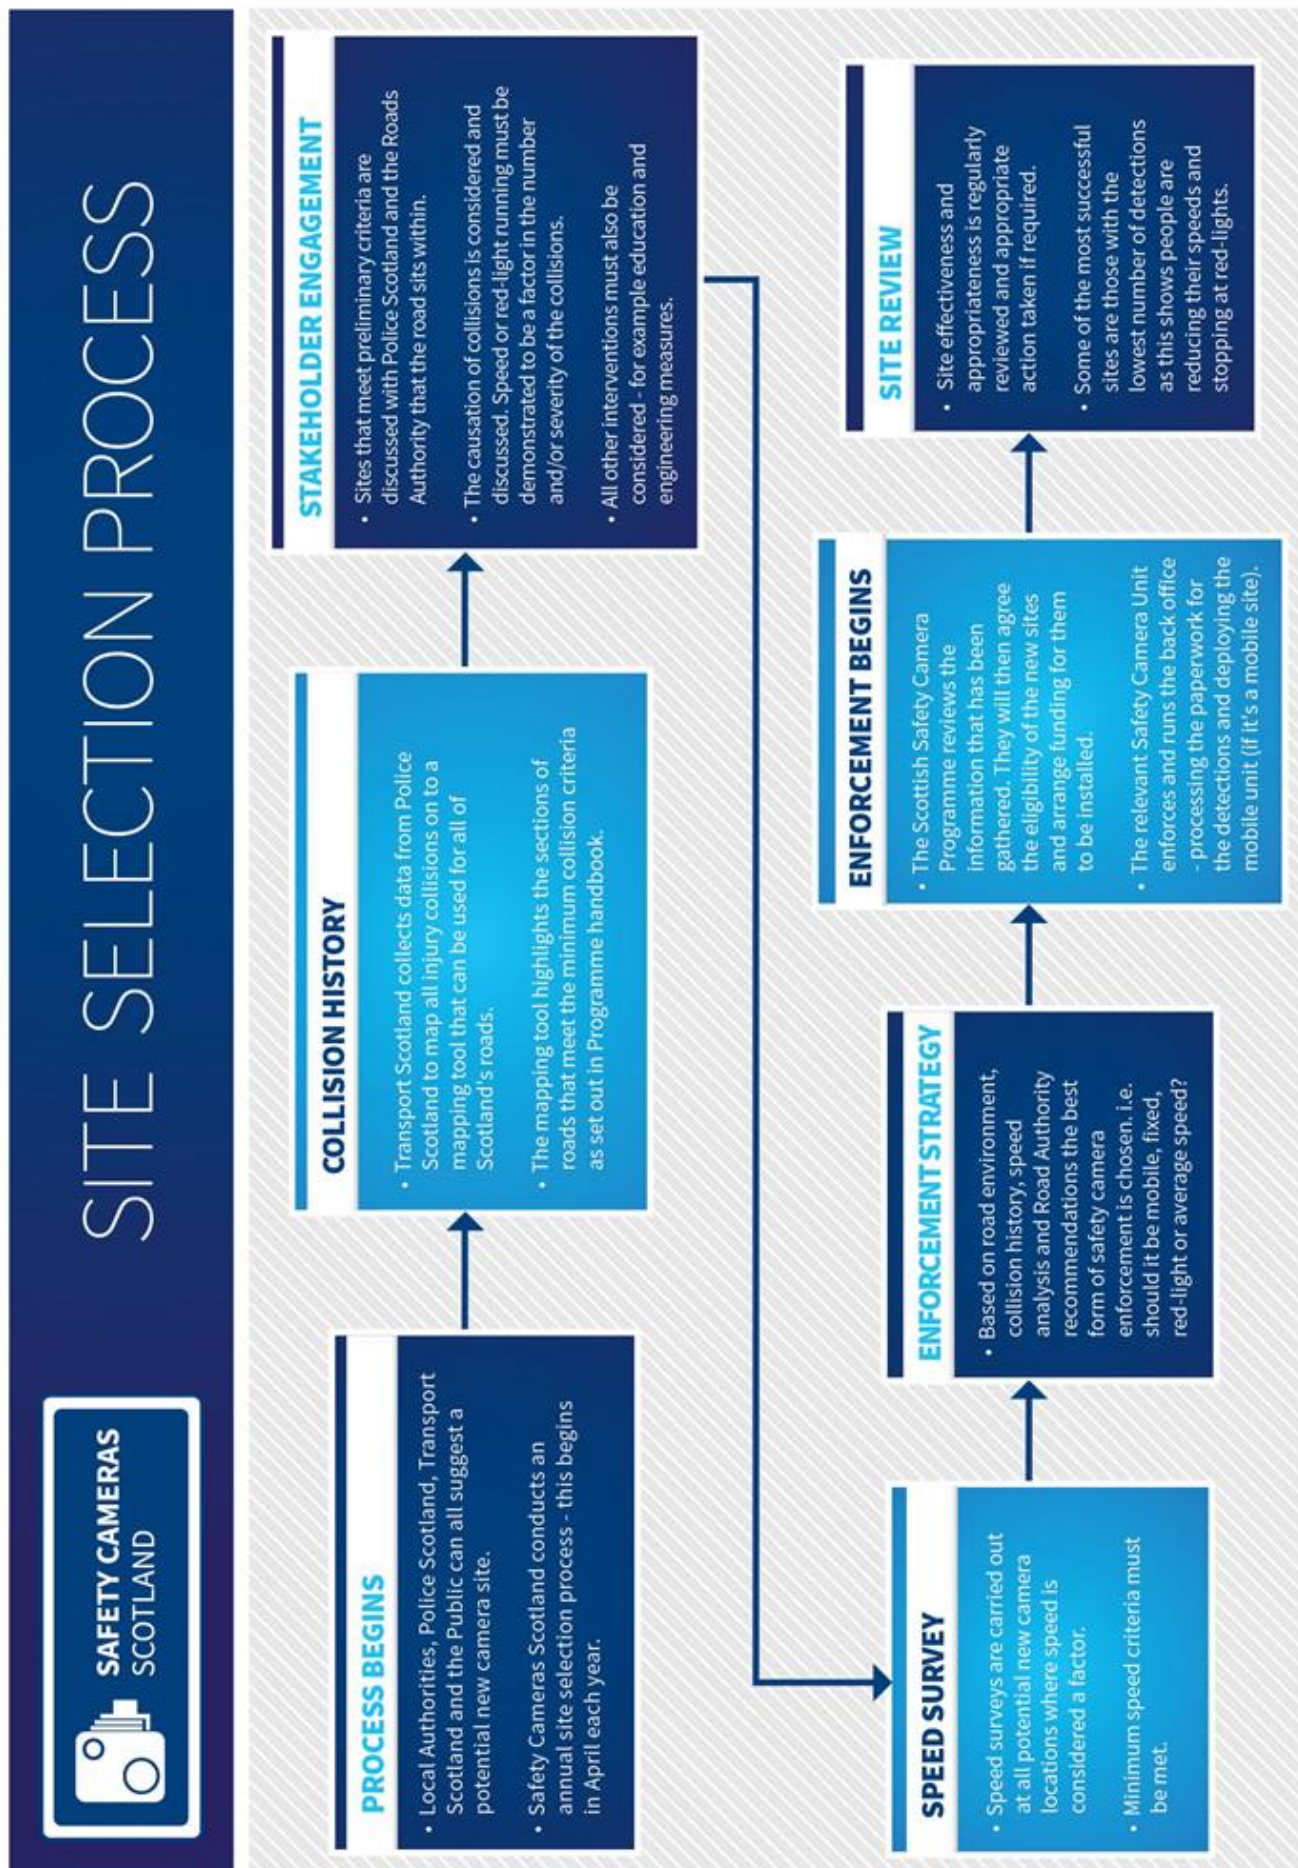 SAFETY CAMERAS
SCOTLAND
SITE SELECTION PROCESS
PROCESS BEGINS
• Local Authorities, Police Scotland, Transport
Scotland and the Public can all suggest a
potential new camera site.
• Safety Cameras Scotland conducts an
annual site selection process - this begins
in April each year.
COLLISION HISTORY
• Transport Scotland collects data from Police
Scotland to map all injury collisions on to a
mapping tool that can be used for all of
Scotland's roads.
• The mapping tool highlights the sections of
roads that meet the minimum collision criteria
as set out in Programme handbook.
STAKEHOLDER ENGAGEMENT
• Sites that meet preliminary criteria are
discussed with Police Scotland and the Roads
Authority that the road sits within.
• The causation of collisions is considered and
discussed. Speed or red-light running must be
demonstrated to be a factor in the number
and/or severity of the collisions.
• All other interventions must also be
considered - for example education and
engineering measures.
SPEED SURVEY
• Speed surveys are carried out
at all potential new camera
locations where speed is
considered a factor.
• Minimum speed criteria must
be met.
ENFORCEMENT STRATEGY
• Based on road environment,
collision history, speed
analysis and Road Authority
recommendations the best
form of safety camera
enforcement is chosen. i.e.
should it be mobile, fixed,
red-light or average speed?
ENFORCEMENT BEGINS
• The Scottish Safety Camera
Programme reviews the
information that has been
gathered. They will then agree
the eligibility of the new sites
and arrange funding for them
to be installed.
• The relevant Safety Camera Unit
enforces and runs the back office
- processing the paperwork for
the detections and deploying the
mobile unit (if it's a mobile site).
SITE REVIEW
• Site effectiveness and
appropriateness is regularly
reviewed and appropriate
action taken if required.
• Some of the most successful
sites are those with the
lowest number of detections
as this shows people are
reducing their speeds and
stopping at red-lights.